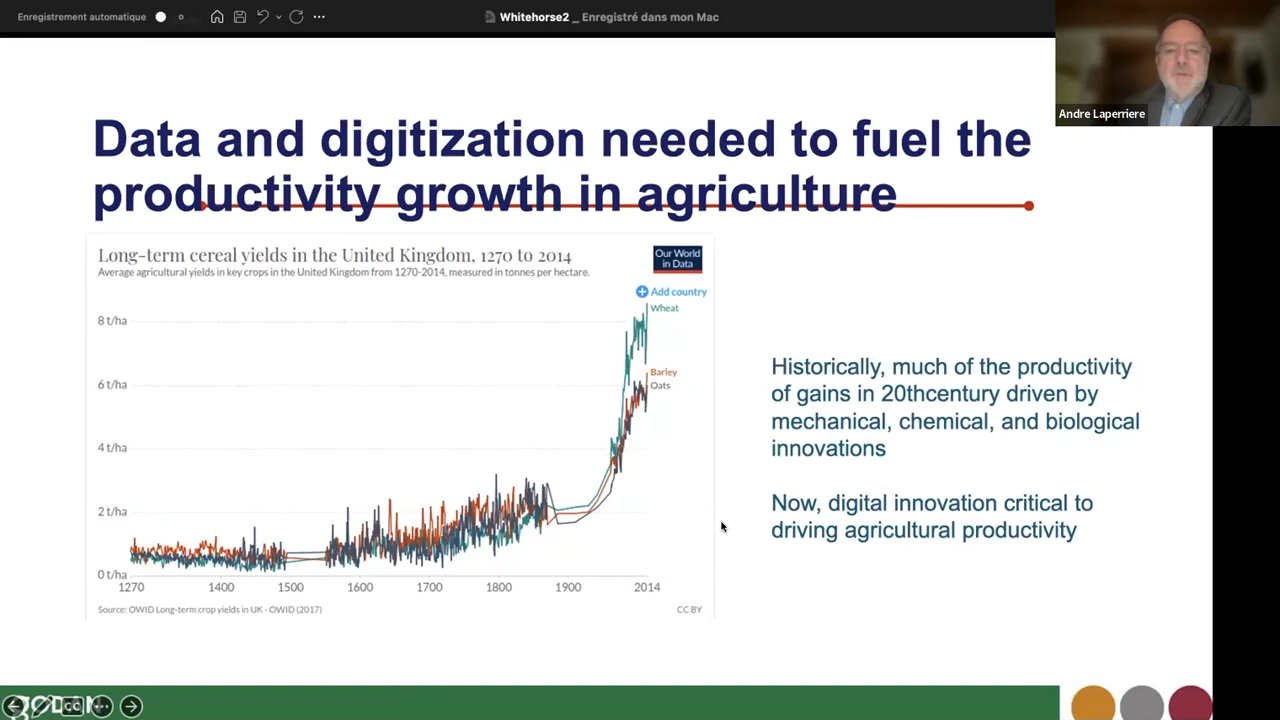 Enregistrement automatique
Whitehorse2 _ Enregistré dans mon Mac
Andre Laperriere
Data and digitization needed to fuel the
productivity growth in agriculture
Long-term cereal yields in the United Kingdom, 1270 to 2014
Average agricultural yields in key crops in the United Kingdom from 1270-2014, measured in tonnes per hectare.
Our World
in Data
Add country
Wheat
8 t/ha
Barley
6 t/ha
Oats
4 t/ha
2 t/ha
0 t/ha
1270 1400 1500 1600 1700 1800 1900 2014
Source: OWID Long-term crop yields in UK - OWID (2017)
CC BY
Historically, much of the productivity
of gains in 20thcentury driven by
mechanical, chemical, and biological
innovations
Now, digital innovation critical to
driving agricultural productivity
CC